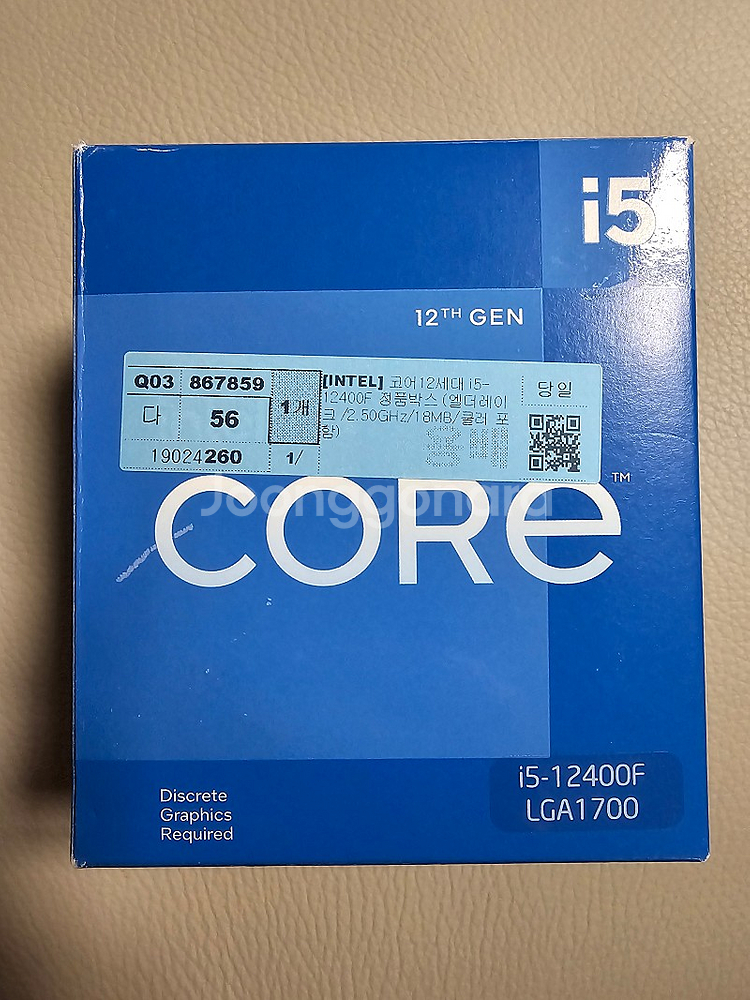 i5
12TH GEN
Q03 867859
다 56
1개
19024260 1/
[INTEL] 코어12세대 i5-
12400F 정품박스 (엘더레이
크 /2.50GHz/18MB/쿨러 포
함)
당일
CORE™
Joonggonara
i5-12400F
LGA1700
Discrete
Graphics
Required